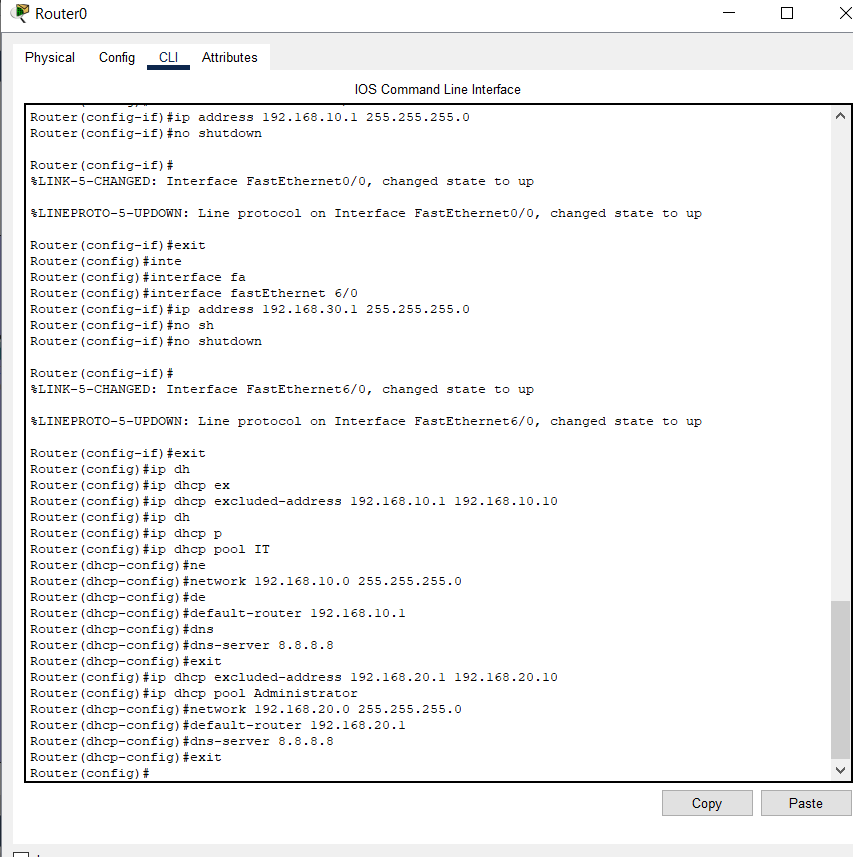 Router0
Physical Config CLI Attributes
IOS Command Line Interface
Router(config-if)#ip address 192.168.10.1 255.255.255.0
Router(config-if)#no shutdown
Router(config-if)#
%LINK-5-CHANGED: Interface FastEthernet0/0, changed state to up
%LINEPROTO-5-UPDOWN: Line protocol on Interface FastEthernet0/0, changed state to up
Router(config-if)#exit
Router(config)#inte
Router(config)#interface fa
Router(config)#interface fastEthernet 6/0
Router(config-if)#ip address 192.168.30.1 255.255.255.0
Router(config-if)#no sh
Router(config-if)#no shutdown
Router(config-if)#
%LINK-5-CHANGED: Interface FastEthernet6/0, changed state to up
%LINEPROTO-5-UPDOWN: Line protocol on Interface FastEthernet6/0, changed state to up
Router(config-if)#exit
Router(config)#ip dh
Router(config)#ip dhcp ex
Router(config)#ip dhcp excluded-address 192.168.10.1 192.168.10.10
Router(config)#ip dh
Router(config)#ip dhcp p
Router(config)#ip dhcp pool IT
Router(dhcp-config)#ne
Router(dhcp-config)#network 192.168.10.0 255.255.255.0
Router(dhcp-config)#de
Router(dhcp-config)#default-router 192.168.10.1
Router(dhcp-config)#dns
Router(dhcp-config)#dns-server 8.8.8.8
Router(dhcp-config)#exit
Router(config)#ip dhcp excluded-address 192.168.20.1 192.168.20.10
Router(config)#ip dhcp pool Administrator
Router(dhcp-config)#network 192.168.20.0 255.255.255.0
Router(dhcp-config)#default-router 192.168.20.1
Router(dhcp-config)#dns-server 8.8.8.8
Router(dhcp-config)#exit
Router(config)#
Copy Paste